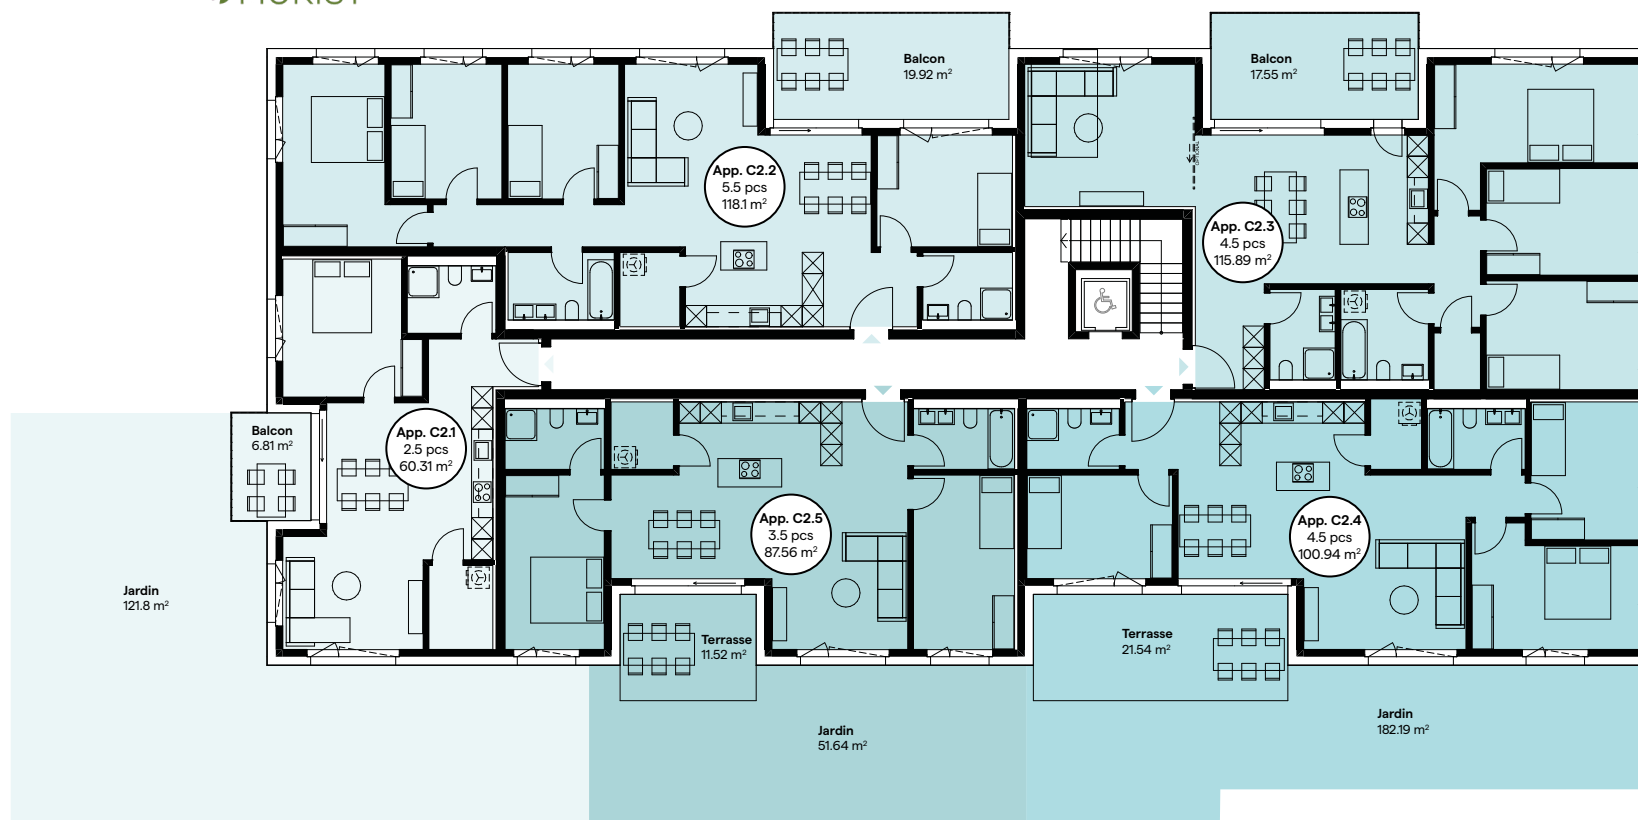 Balcon
19.92 m²
Balcon
17.55 m²
App. C2.2
5.5 pcs
118.1 m²
OPTIONAL
App. C2.3
4.5 pcs
115.89 m²
Balcon
6.81 m²
App. C2.1
2.5 pcs
60.31 m²
App. C2.5
3.5 pcs
87.56 m²
App. C2.4
4.5 pcs
100.94 m²
Jardin
121.8 m²
Terrasse
11.52 m²
Terrasse
21.54 m²
Jardin
51.64 m²
Jardin
182.19 m²